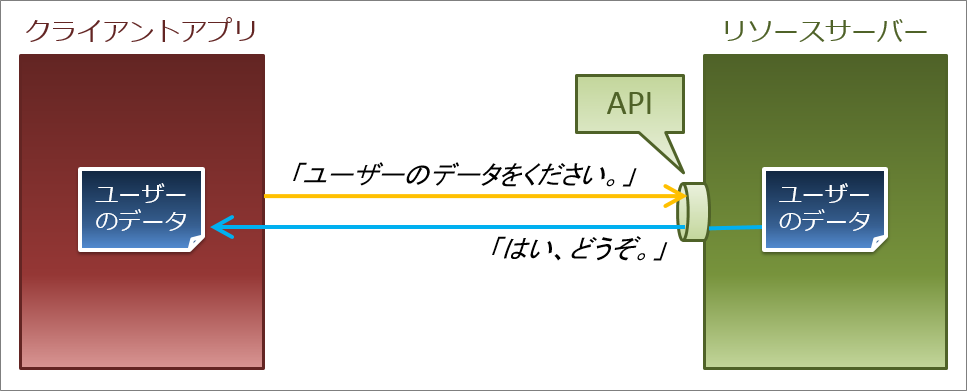 クライアントアプリ
リソースサーバー
API
「ユーザーのデータをください。」
ユーザー
のデータ
ユーザー
のデータ
「はい、どうぞ。」